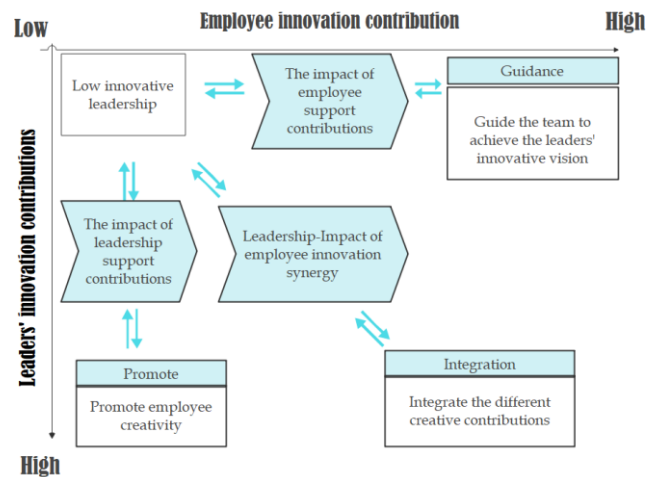 Employee innovation contribution
Low
High
Low innovative
leadership
The impact of
employee
support
contributions
Guidance
Guide the team to
achieve the leaders'
innovative vision
Leaders' innovation contributions
The impact of
leadership
support
contributions
Leadership-Impact of
employee innovation
synergy
Promote
Promote employee
creativity
Integration
Integrate the different
creative contributions
High